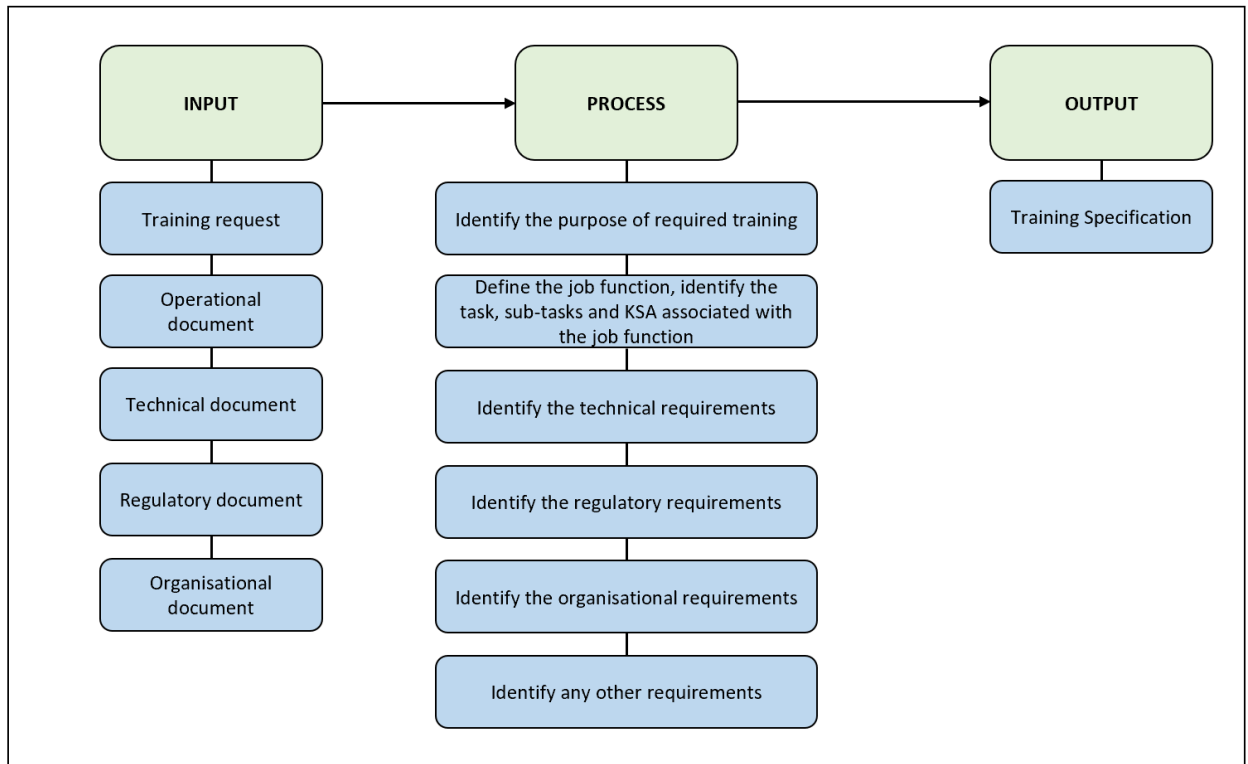 INPUT
PROCESS
OUTPUT
Training request
Operational
document
Technical document
Regulatory document
Organisational
document
Identify the purpose of required training
Define the job function, identify the
task, sub-tasks and KSA associated with
the job function
Identify the technical requirements
Identify the regulatory requirements
Identify the organisational requirements
Identify any other requirements
Training Specification